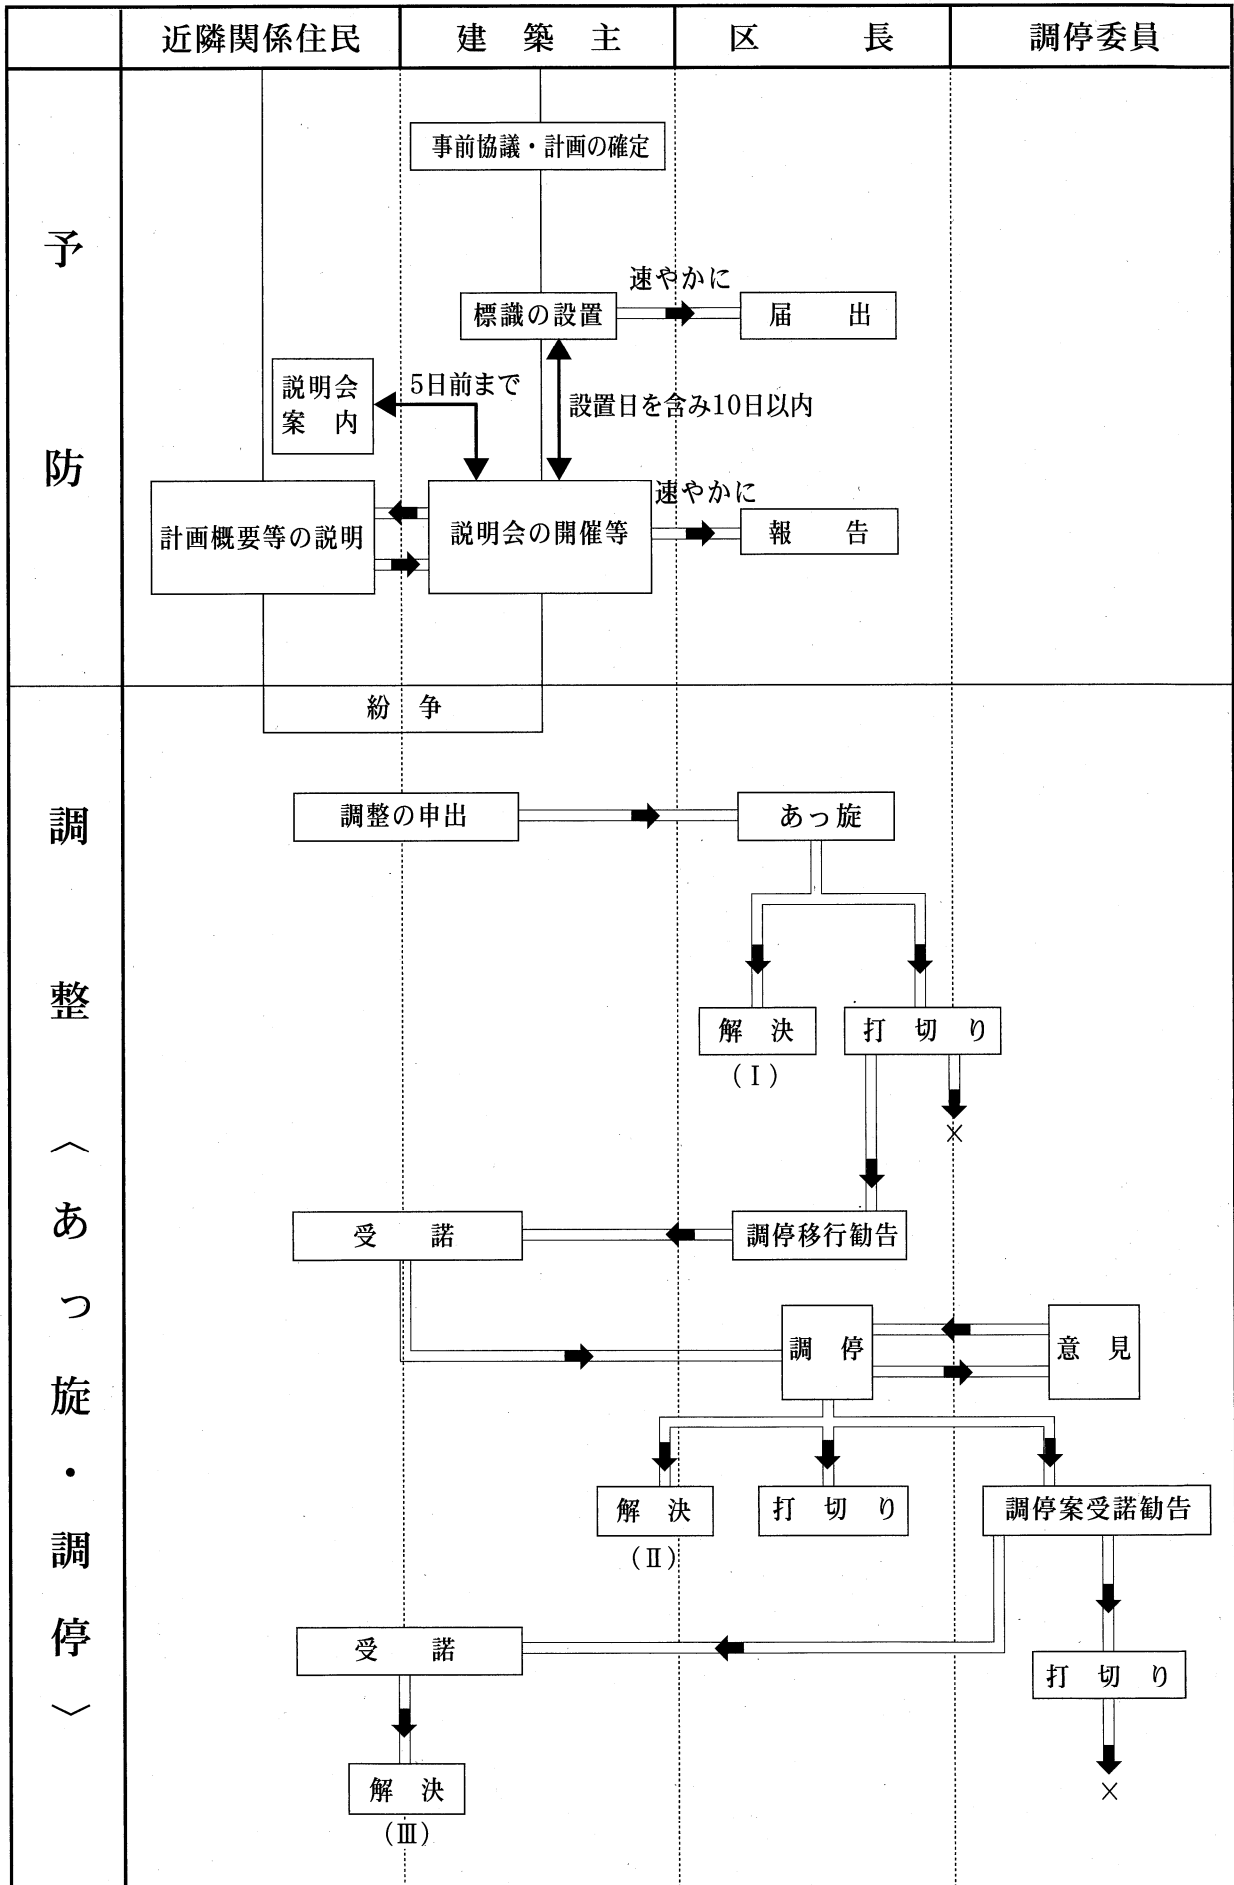 近隣関係住民
建築主
区長
調停委員
予防
事前協議・計画の確定
速やかに
標識の設置
届出
説明会
案内
5日前まで
設置日を含み10日以内
計画概要等の説明
説明会の開催等
速やかに
報告
紛争
調整〈あっ旋・調停〉
調整の申出
あっ旋
解決
(Ⅰ)
打切り
×
調停移行勧告
受諾
調停
意見
解決
(Ⅱ)
打切り
調停案受諾勧告
受諾
打切り
×
解決
(Ⅲ)